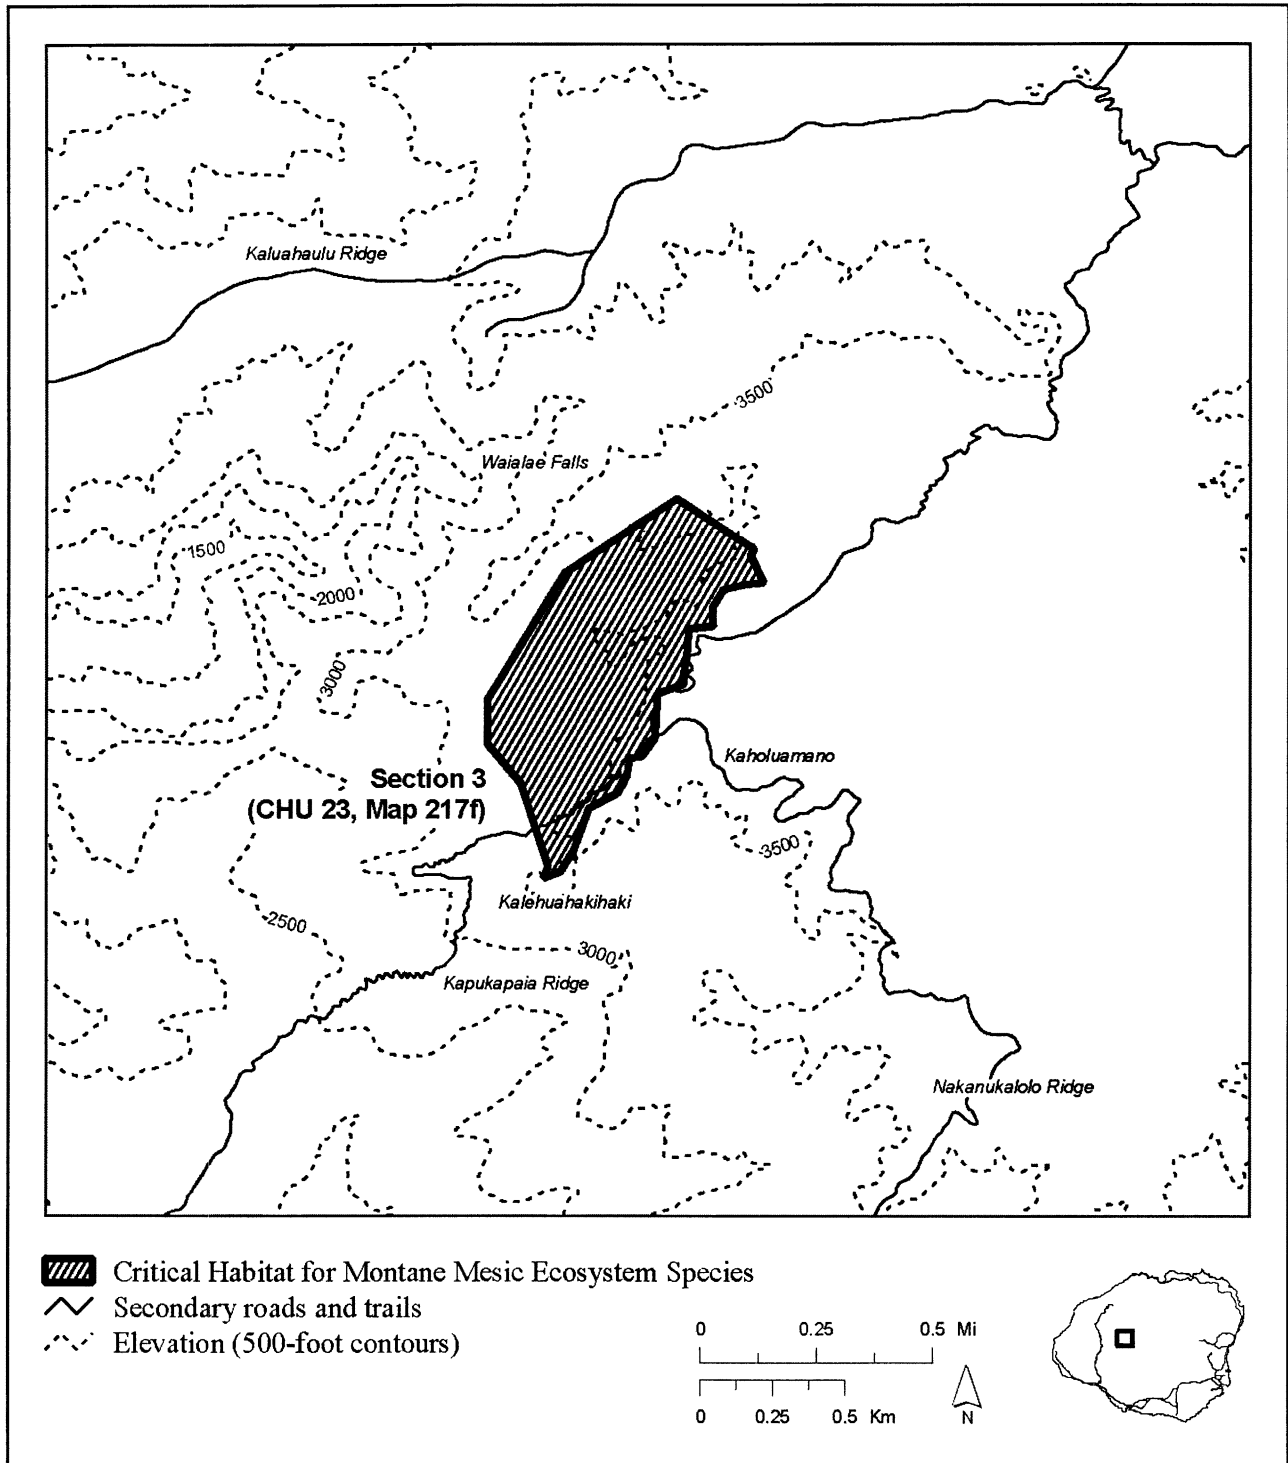 Kaluahaulu Ridge
3500
Waialae Falls
1500
2000
3000
Kaholuamano
Section 3
(CHU 23, Map 217f)
3500
Kalehuahakihaki
2500
3000
Kapukapaia Ridge
Nakanukalolo Ridge
Critical Habitat for Montane Mesic Ecosystem Species
Secondary roads and trails
Elevation (500-foot contours)
0 0.25 0.5 Mi
0 0.25 0.5 Km
N